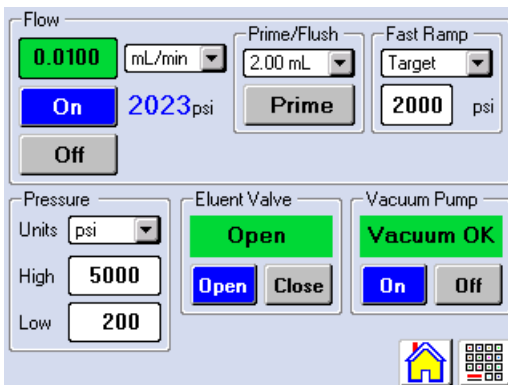 Flow
0.0100 mL/min
On 2023psi
Off
Prime/Flush
2.00 mL
Prime
Fast Ramp
Target
2000 psi
Pressure
Units psi
High 5000
Low 200
Eluent Valve
Open
Open Close
Vacuum Pump
Vacuum OK
On Off